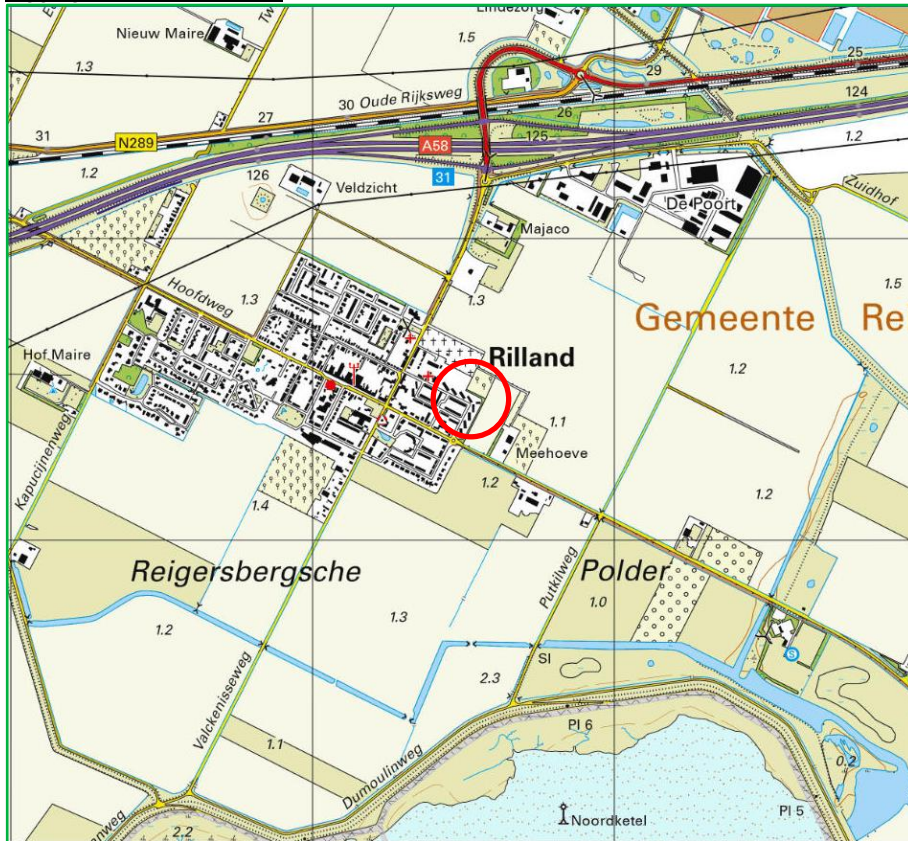 Nieuw Maire
Lindezorg
1.5
1.3
29
25
30 Oude Rijksweg
26
124
31
27
N289
A58
125
1.2
1.2
126
Veldzicht
31
De Poort
Zuidhof
Majaco
1.3
1.5
Hoofdweg
1.3
Gemeente Re
Hof Maire
Rilland
1.2
1.1
Kapucijnenweg
Meehoeve
1.2
1.4
1.2
Reigersbergsche
Polder
Putkilweg
1.0
1.2
1.3
SI
S
2.3
Valckenisseweg
1.1
Dumoulinweg
Pl 6
0.2
Noordketel
Pl 5
2.2